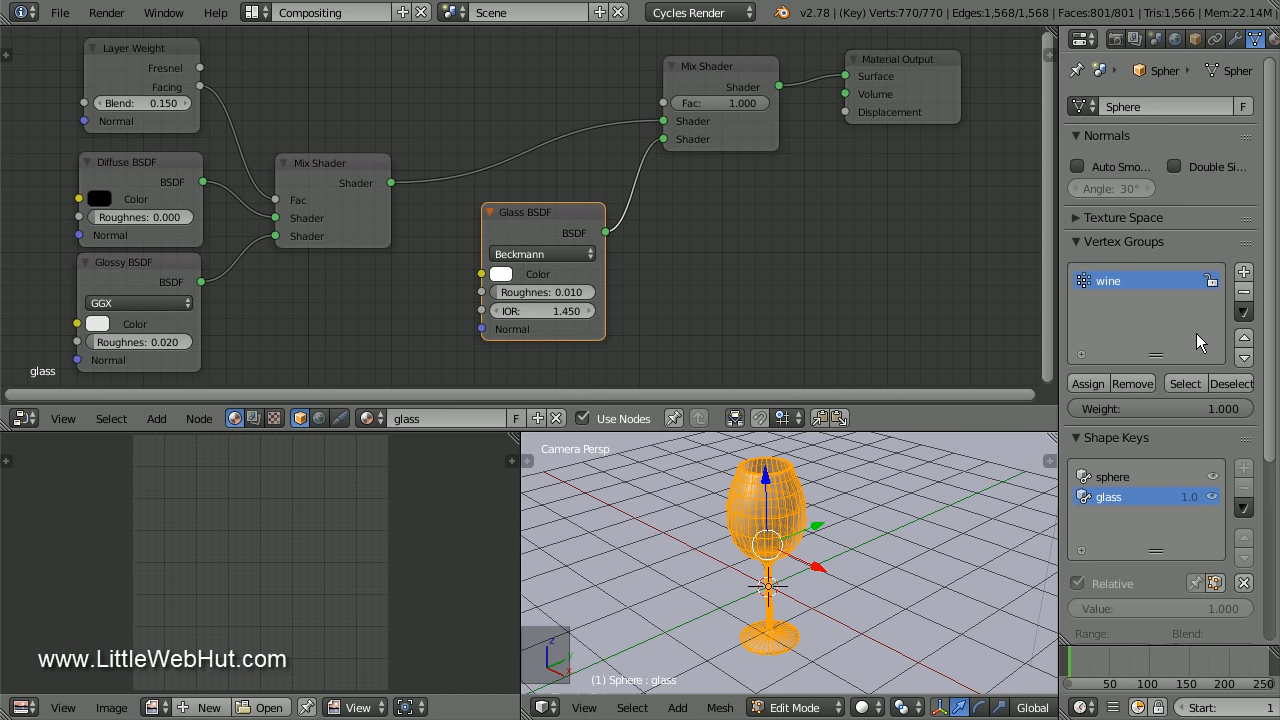 File Render Window Help Compositing Scene Cycles Render v2.78 | (Key) Verts:770/770 | Edges:1,568/1,568 | Faces:801/801 | Tris:1,566 | Mem:22.14M
Layer Weight
Fresnel
Facing
Blend: 0.150
Normal
Diffuse BSDF
BSDF
Color
Roughnes: 0.000
Normal
Glossy BSDF
BSDF
GGX
Color
Roughnes: 0.020
Normal
Mix Shader
Shader
Fac
Shader
Shader
Glass BSDF
BSDF
Beckmann
Color
Roughnes: 0.010
IOR: 1.450
Normal
Mix Shader
Shader
Fac: 1.000
Shader
Shader
Material Output
Surface
Volume
Displacement
glass
View Select Add Node glass F Use Nodes
Camera Persp
(1) Sphere : glass
www.LittleWebHut.com
View Image New Open View
View Select Add Mesh Edit Mode Global
Spher Spher
Sphere F
Normals
Auto Smo... Double Si...
Angle: 30°
Texture Space
Vertex Groups
wine
Assign Remove Select Deselect
Weight: 1.000
Shape Keys
sphere
glass 1.0
Relative
Value: 1.000
Range: Blend:
50 100 150 200 250
Start: 1